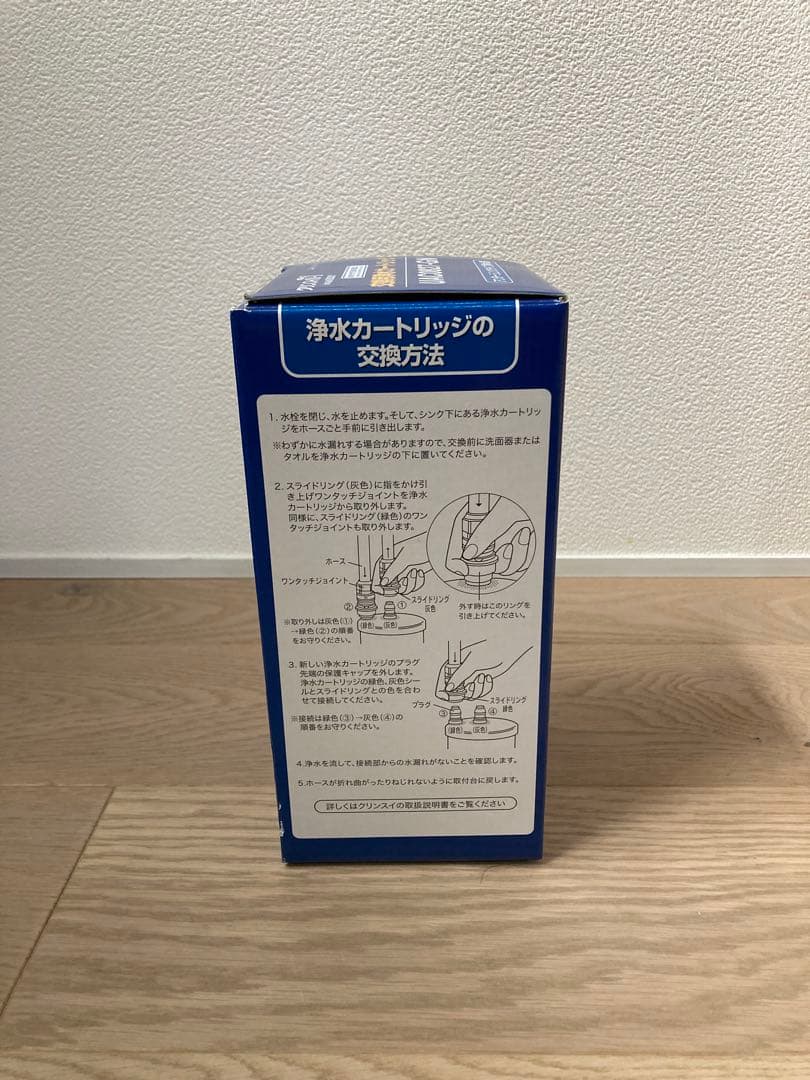 浄水カートリッジの
交換方法
1. 水栓を閉じ、水を止めます。そして、シンク下にある浄水カートリッ
ジをホースごと手前に引き出します。
※わずかに水漏れする場合がありますので、交換前に洗面器または
タオルを浄水カートリッジの下に置いてください。
2. スライドリング(灰色)に指をかけ引
き上げワンタッチジョイントを浄水
カートリッジから取り外します。
同様に、スライドリング(緑色)のワン
タッチジョイントも取り外します。
ホース
ワンタッチジョイント
スライドリング
灰色
② ①
(緑色) (灰色)
外す時はこのリングを
引き上げてください。
※取り外しは灰色(①)
→緑色(②)の順番
をお守りください。
3. 新しい浄水カートリッジのプラグ
先端の保護キャップを外します。
浄水カートリッジの緑色、灰色シー
ルとスライドリングとの色を合わ
せて接続してください。
※接続は緑色(③)→灰色(④)の
順番をお守りください。
プラグ
スライドリング
緑色
③ ④
(緑色) (灰色)
4. 浄水を流して、接続部からの水漏れがないことを確認します。
5. ホースが折れ曲がったりねじれないように取付台に戻します。
詳しくはクリンスイの取扱説明書をご覧ください